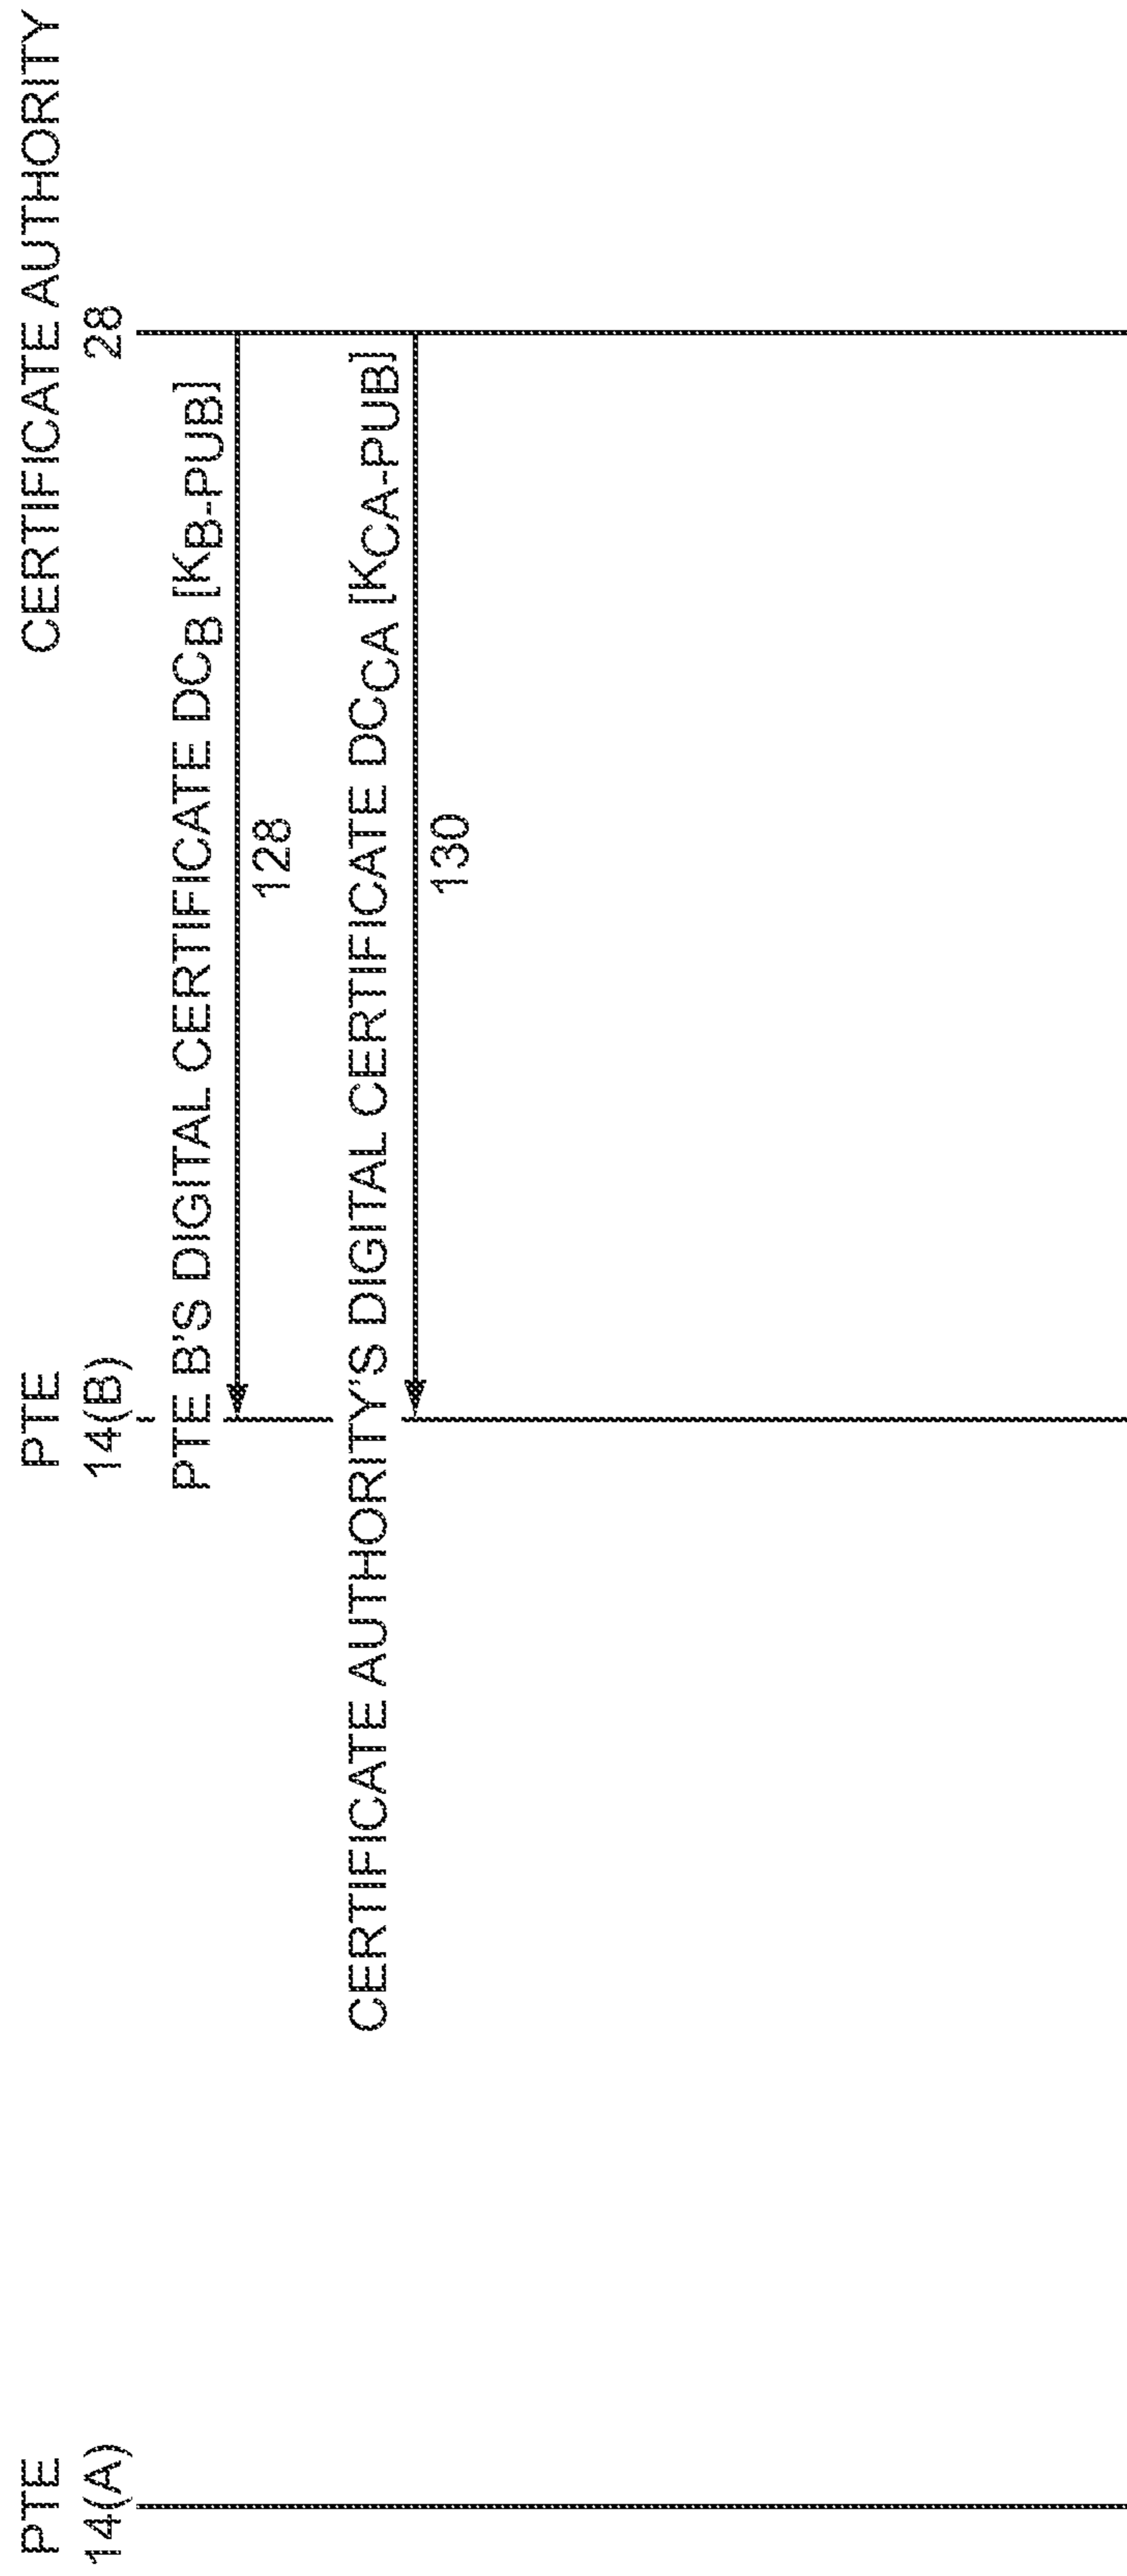 PTE
14(A)
PTE
14(B)
CERTIFICATE AUTHORITY
28
PTE B'S DIGITAL CERTIFICATE DCB [KB-PUB]
128
CERTIFICATE AUTHORITY'S DIGITAL CERTIFICATE DCCA [KCA-PUB]
130